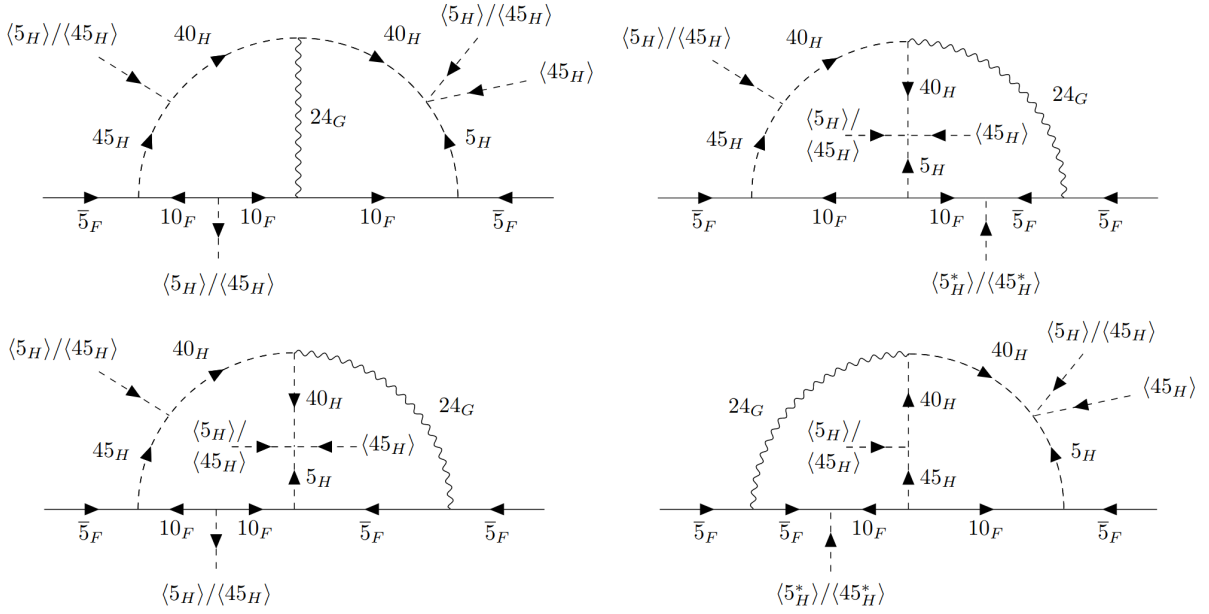 ⟨5_H⟩/⟨45_H⟩
40_H
40_H
⟨5_H⟩/⟨45_H⟩
⟨45_H⟩
24_G
45_H
5_H
5̅_F
10_F
10_F
10_F
5̅_F
⟨5_H⟩/⟨45_H⟩
⟨5_H⟩/⟨45_H⟩
40_H
40_H
24_G
⟨5_H⟩/
⟨45_H⟩
⟨45_H⟩
45_H
5_H
5̅_F
10_F
10_F
5̅_F
5̅_F
⟨5*_H⟩/⟨45*_H⟩
⟨5_H⟩/⟨45_H⟩
40_H
40_H
24_G
⟨5_H⟩/
⟨45_H⟩
⟨45_H⟩
45_H
5_H
5̅_F
10_F
10_F
5̅_F
5̅_F
⟨5_H⟩/⟨45_H⟩
40_H
⟨5_H⟩/⟨45_H⟩
⟨45_H⟩
24_G
40_H
⟨5_H⟩/
⟨45_H⟩
45_H
5_H
5̅_F
5̅_F
10_F
10_F
5̅_F
⟨5*_H⟩/⟨45*_H⟩